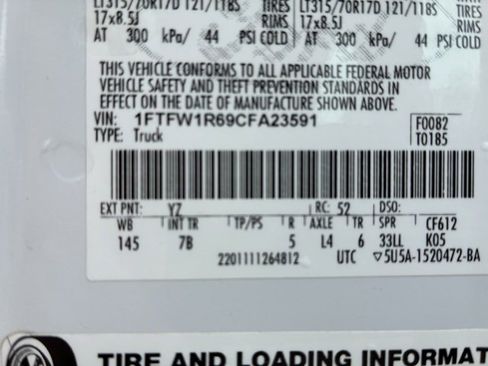 LT315/70R17D 121/118S TIRES LT315/70R17D 121/118S TIRES
17x8.5J RIMS 17x8.5J RIMS
AT 300 kPa/ 44 PSI COLD AT 300 kPa/ 44 PSI COLD
THIS VEHICLE CONFORMS TO ALL APPLICABLE FEDERAL MOTOR
VEHICLE SAFETY AND THEFT PREVENTION STANDARDS IN
EFFECT ON THE DATE OF MANUFACTURE SHOWN ABOVE.
VIN: 1FTFW1R69CFA23591 F0082
TYPE: Truck T0185
EXT PNT: YZ RC: 52 DSO:
WB INT TR TP/PS R AXLE TR SPR CF612
145 7B 5 L4 6 33LL K05
2201111264812 UTC ▽5U5A-1520472-BA
TIRE AND LOADING INFORMAT